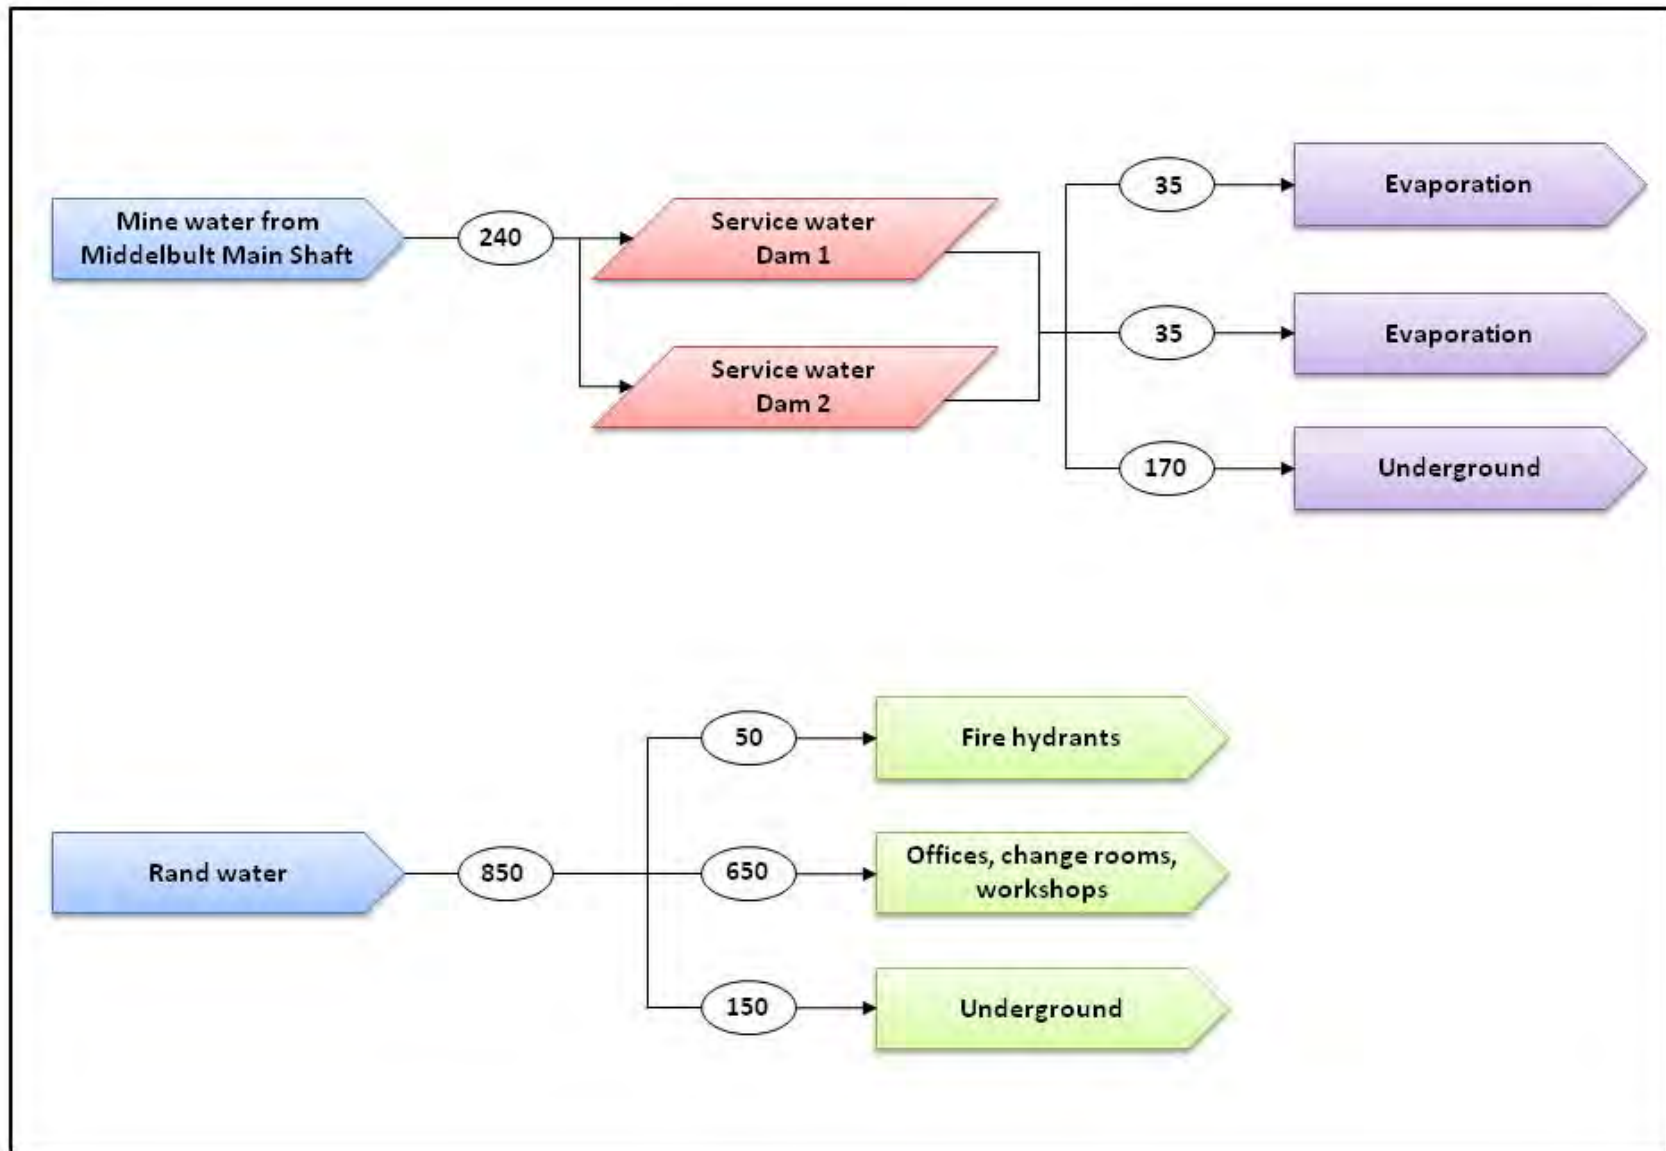 Mine water from
Middelbult Main Shaft
240
Service water
Dam 1
Service water
Dam 2
35
Evaporation
35
Evaporation
170
Underground
Rand water
850
50
Fire hydrants
650
Offices, change rooms,
workshops
150
Underground